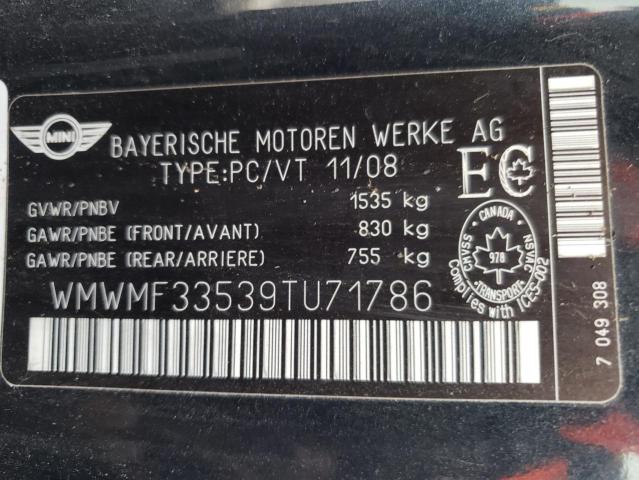 MINI
BAYERISCHE MOTOREN WERKE AG
TYPE:PC/VT 11/08
EC
GVWR/PNBV 1535 kg
GAWR/PNBE (FRONT/AVANT) 830 kg
GAWR/PNBE (REAR/ARRIERE) 755 kg
CANADA
CMVSS
NSVAC
978
TRANSPORT
Complies with ICES-002
WMWMF33539TU71786
7 049 308